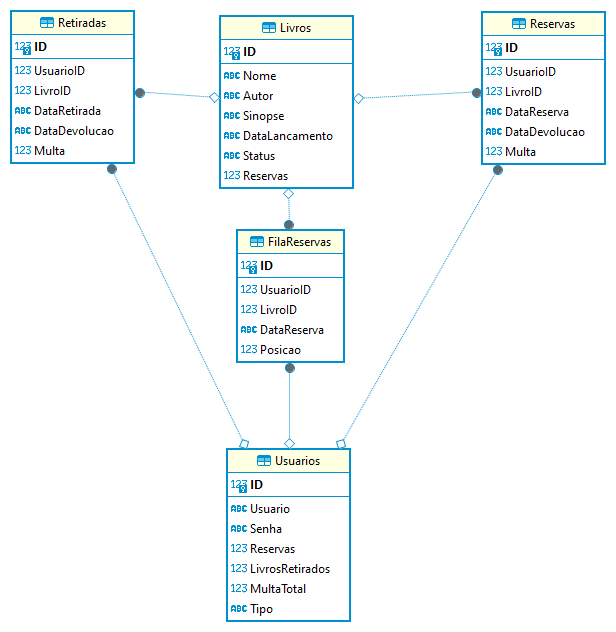 Retiradas
123 ID
123 UsuarioID
123 LivroID
ABC DataRetirada
ABC DataDevolucao
123 Multa
Livros
123 ID
ABC Nome
ABC Autor
ABC Sinopse
ABC DataLancamento
ABC Status
123 Reservas
Reservas
123 ID
123 UsuarioID
123 LivroID
ABC DataReserva
ABC DataDevolucao
123 Multa
FilaReservas
123 ID
123 UsuarioID
123 LivroID
ABC DataReserva
123 Posicao
Usuarios
123 ID
ABC Usuario
ABC Senha
123 Reservas
123 LivrosRetirados
123 MultaTotal
ABC Tipo